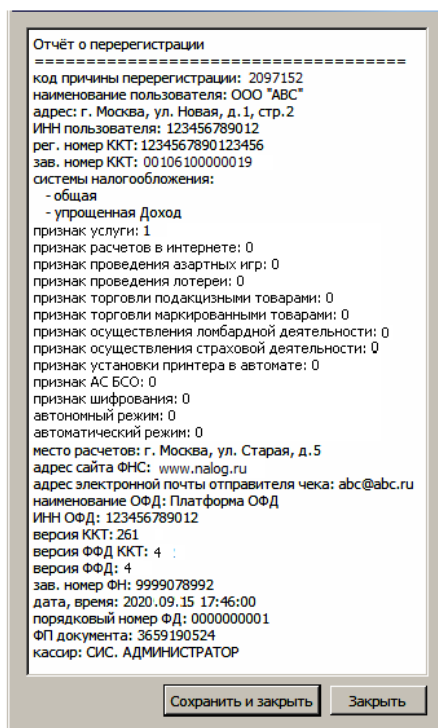 Отчёт о перерегистрации
=====================================
код причины перерегистрации: 2097152
наименование пользователя: ООО "АВС"
адрес: г. Москва, ул. Новая, д.1, стр.2
ИНН пользователя: 123456789012
рег. номер ККТ: 1234567890123456
зав. номер ККТ: 00106100000019
системы налогообложения:
- общая
- упрощенная Доход
признак услуги: 1
признак расчетов в интернете: 0
признак проведения азартных игр: 0
признак проведения лотереи: 0
признак торговли подакцизными товарами: 0
признак торговли маркированными товарами: 0
признак осуществления ломбардной деятельности: 0
признак осуществления страховой деятельности: 0
признак установки принтера в автомате: 0
признак АС БСО: 0
признак шифрования: 0
автономный режим: 0
автоматический режим: 0
место расчетов: г. Москва, ул. Старая, д.5
адрес сайта ФНС: www.nalog.ru
адрес электронной почты отправителя чека: abc@abc.ru
наименование ОФД: Платформа ОФД
ИНН ОФД: 123456789012
версия ККТ: 261
версия ФФД ККТ: 4
версия ФФД: 4
зав. номер ФН: 9999078992
дата, время: 2020.09.15 17:46:00
порядковый номер ФД: 0000000001
ФП документа: 3659190524
кассир: СИС. АДМИНИСТРАТОР
Сохранить и закрыть
Закрыть